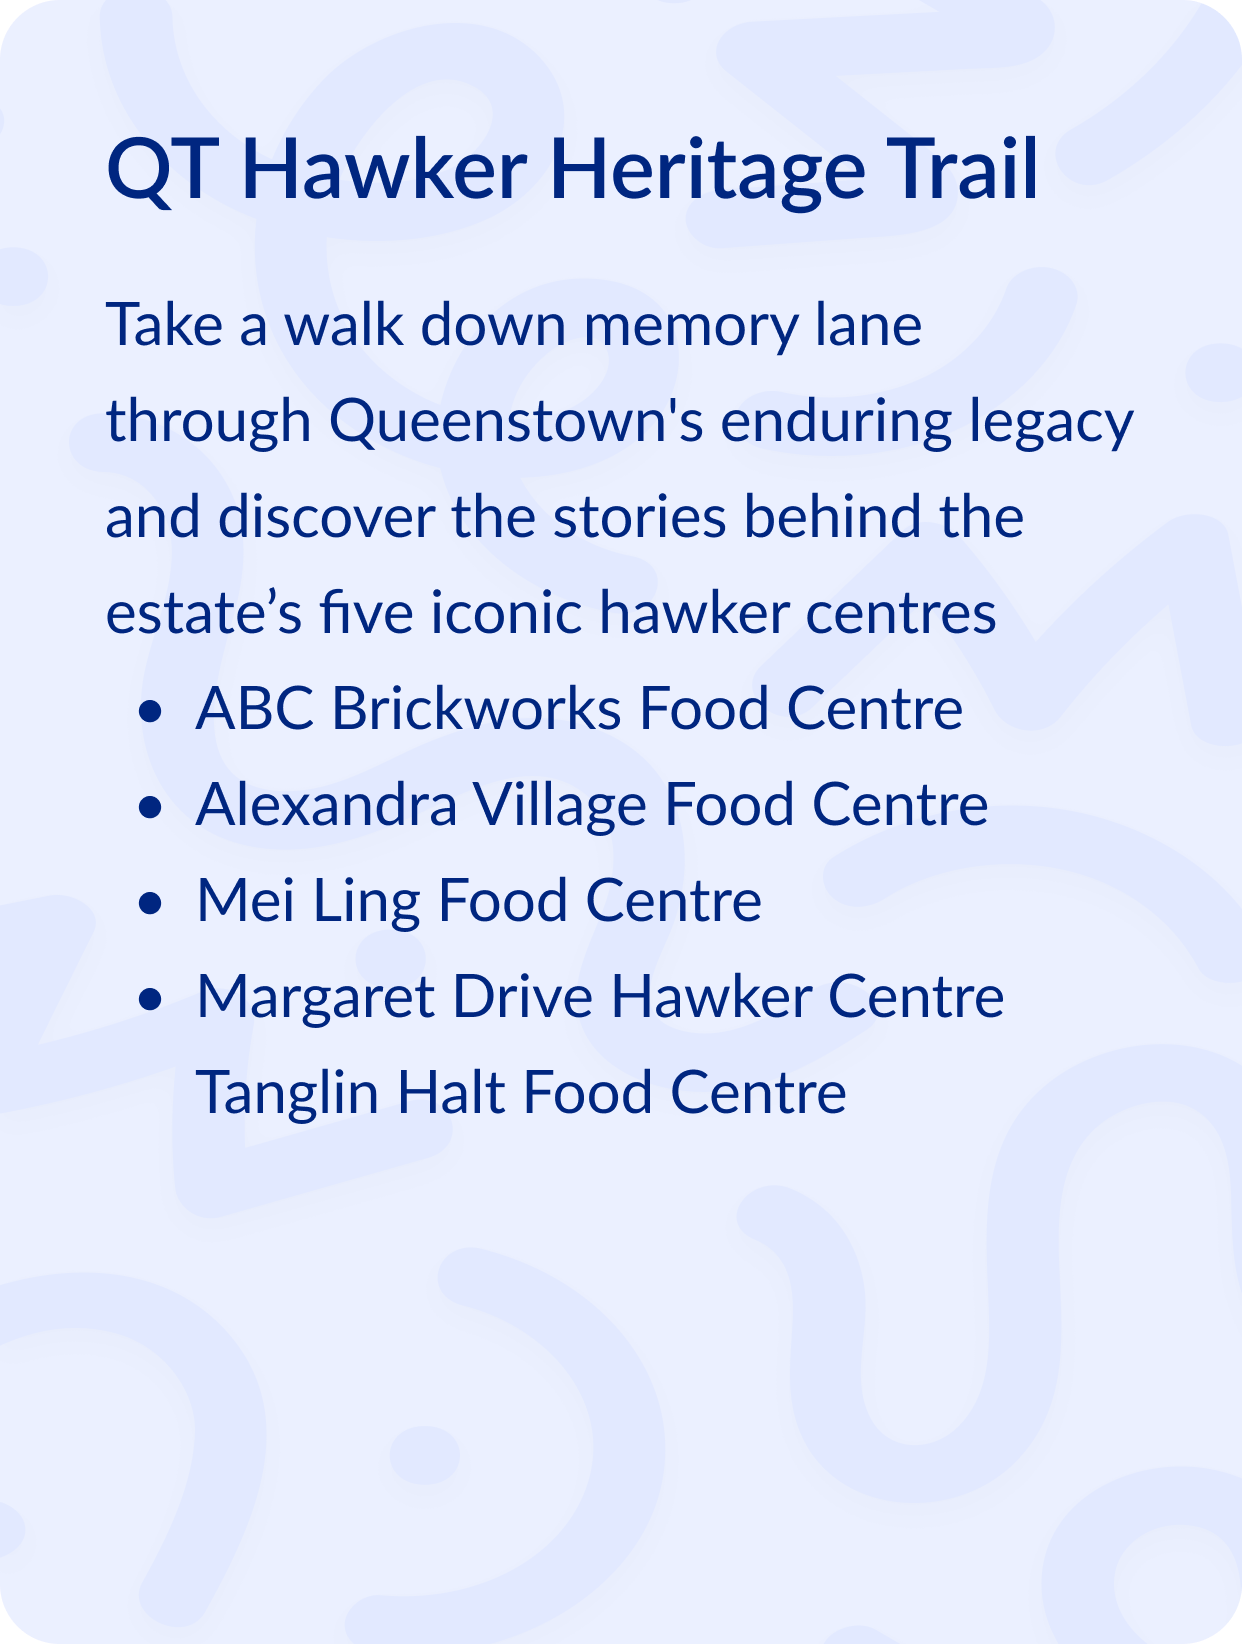 QT Hawker Heritage Trail
Take a walk down memory lane
through Queenstown's enduring legacy
and discover the stories behind the
estate’s five iconic hawker centres
• ABC Brickworks Food Centre
• Alexandra Village Food Centre
• Mei Ling Food Centre
• Margaret Drive Hawker Centre
Tanglin Halt Food Centre